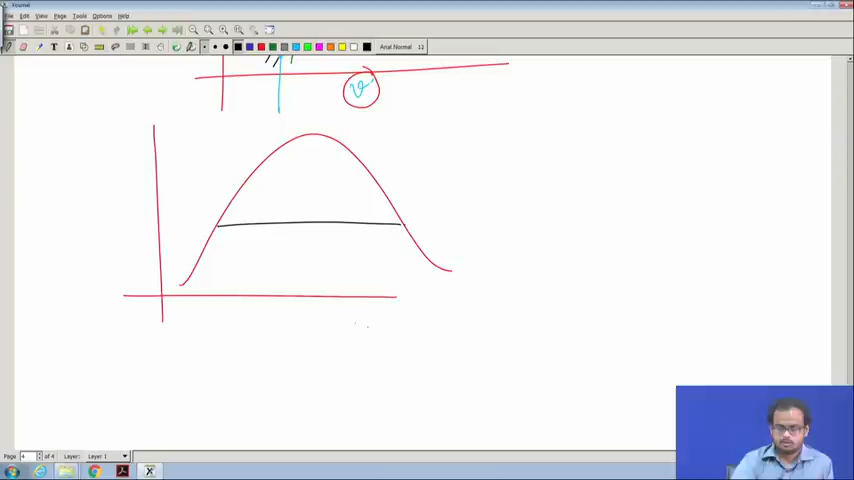 Journal
File Edit View Page Tools Options Help
Arial Normal 12
Page 4 of 4 Layer: Layer 1